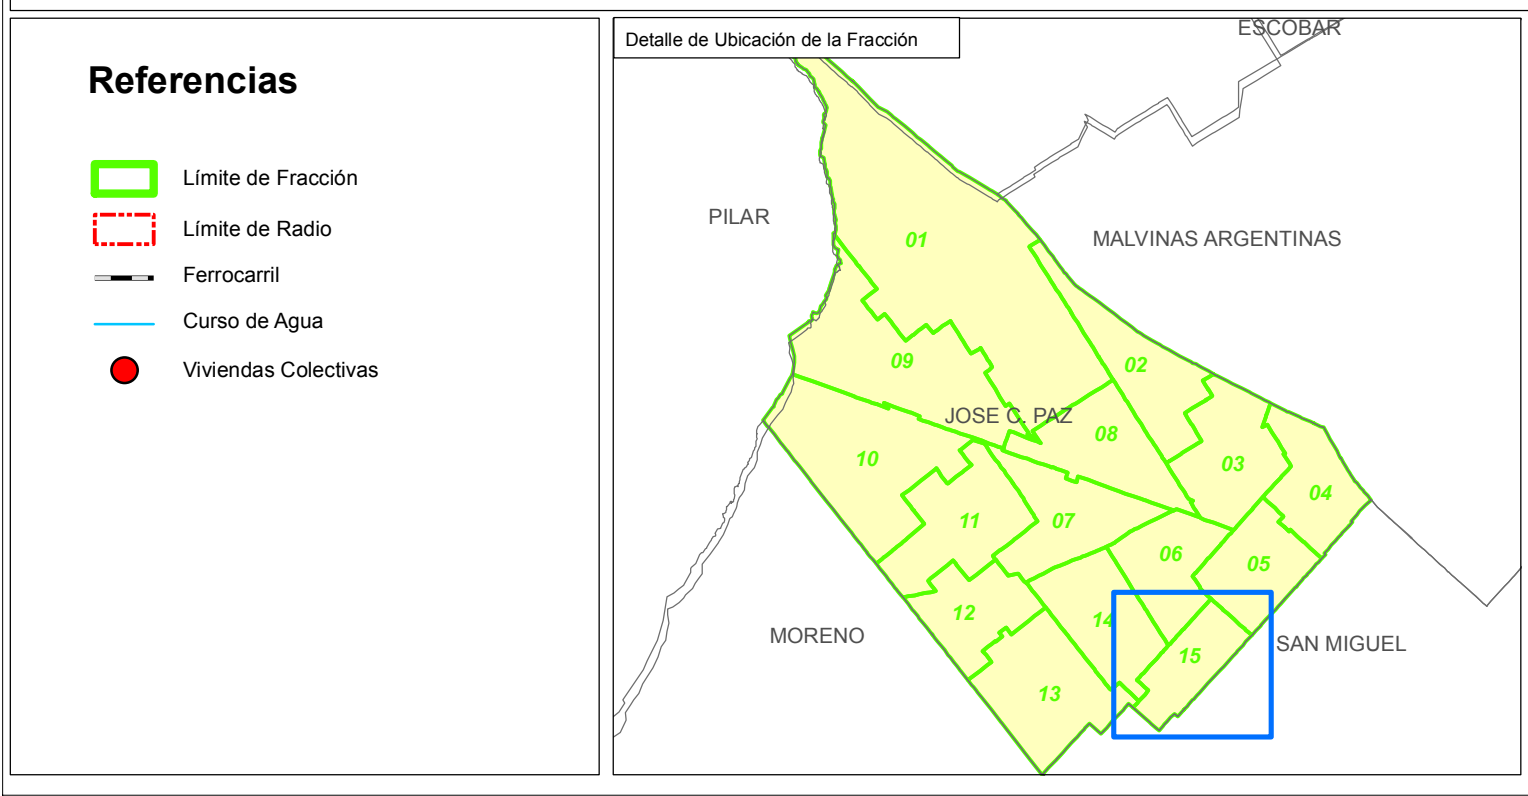 Referencias
Límite de Fracción
Límite de Radio
Ferrocarril
Curso de Agua
Viviendas Colectivas
Detalle de Ubicación de la Fracción
ESCOBAR
PILAR
MALVINAS ARGENTINAS
01
02
09
JOSE C. PAZ
08
10
03
04
11
07
06
05
12
14
MORENO
SAN MIGUEL
15
13